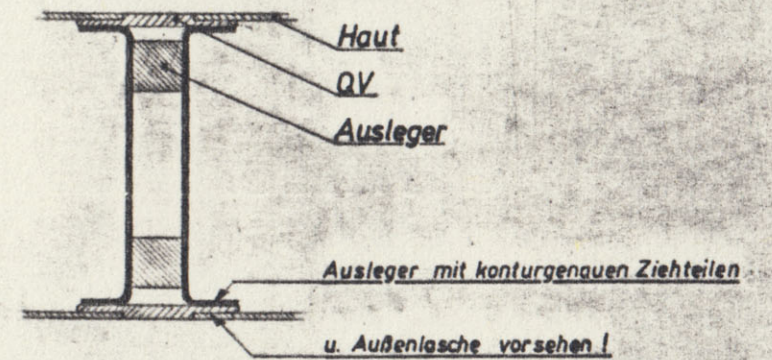 Haut
QV
Ausleger
Ausleger mit konturgenauen Ziehteilen
u. Außenlasche vorsehen !